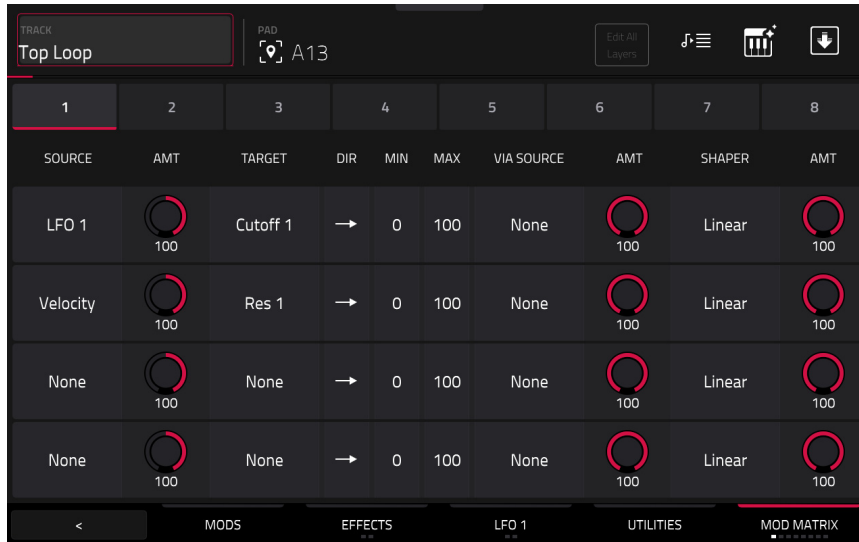 TRACK
Top Loop
PAD
A13
Edit All
Layers
1 2 3 4 5 6 7 8
SOURCE AMT TARGET DIR MIN MAX VIA SOURCE AMT SHAPER AMT
LFO 1 100 Cutoff 1 → 0 100 None 100 Linear 100
Velocity 100 Res 1 → 0 100 None 100 Linear 100
None 100 None → 0 100 None 100 Linear 100
None 100 None → 0 100 None 100 Linear 100
< MODS EFFECTS LFO 1 UTILITIES MOD MATRIX